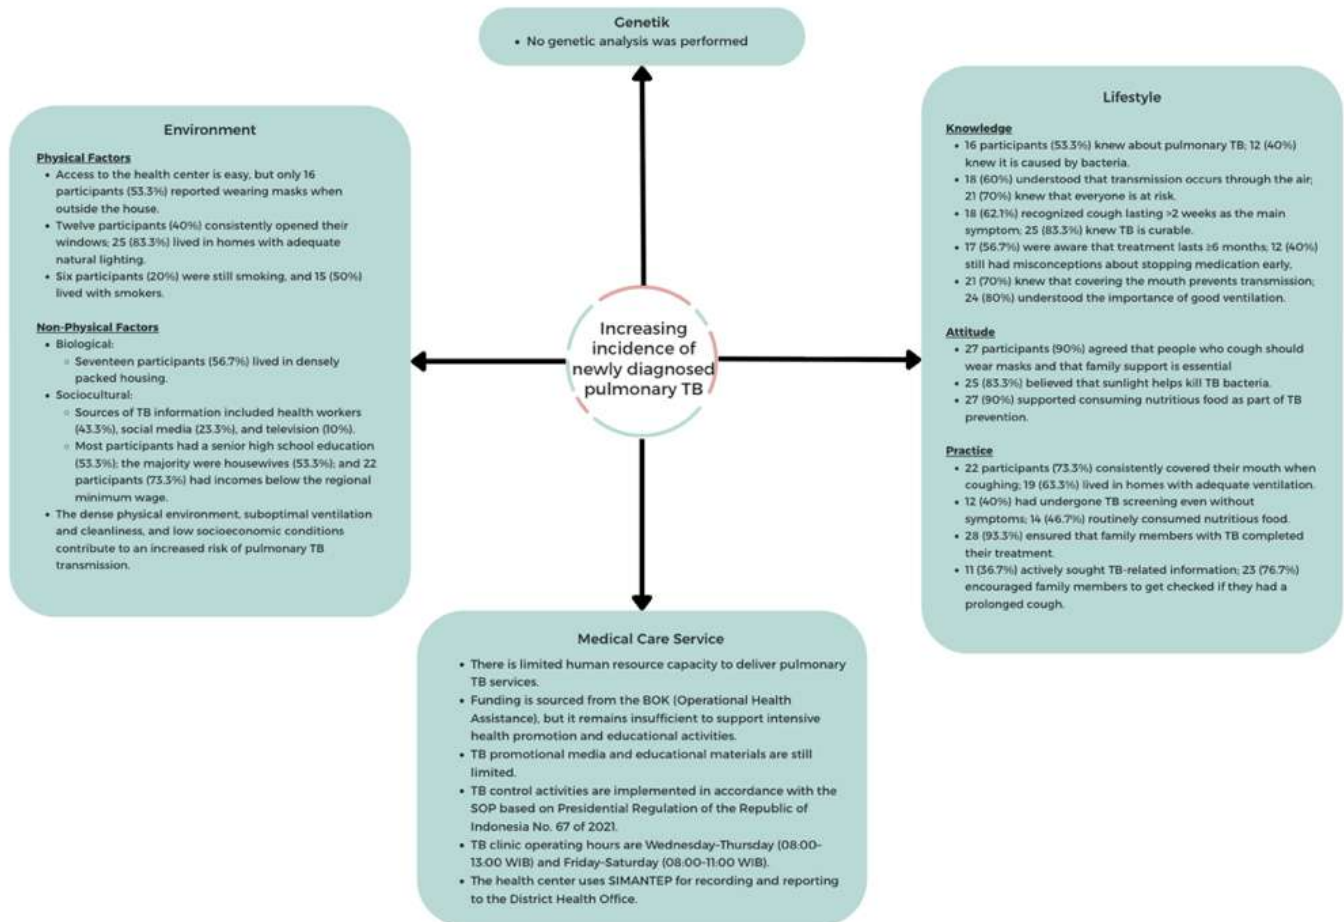 Genetik
• No genetic analysis was performed
Environment
Physical Factors
• Access to the health center is easy, but only 16
participants (53.3%) reported wearing masks when
outside the house.
• Twelve participants (40%) consistently opened their
windows; 25 (83.3%) lived in homes with adequate
natural lighting.
• Six participants (20%) were still smoking, and 15 (50%)
lived with smokers.
Non-Physical Factors
• Biological:
○ Seventeen participants (56.7%) lived in densely
packed housing.
• Sociocultural:
○ Sources of TB information included health workers
(43.3%), social media (23.3%), and television (10%).
○ Most participants had a senior high school education
(53.3%); the majority were housewives (53.3%); and 22
participants (73.3%) had incomes below the regional
minimum wage.
• The dense physical environment, suboptimal ventilation
and cleanliness, and low socioeconomic conditions
contribute to an increased risk of pulmonary TB
transmission.
Increasing
incidence of
newly diagnosed
pulmonary TB
Lifestyle
Knowledge
• 16 participants (53.3%) knew about pulmonary TB; 12 (40%)
knew it is caused by bacteria.
• 18 (60%) understood that transmission occurs through the air;
21 (70%) knew that everyone is at risk.
• 18 (62.1%) recognized cough lasting >2 weeks as the main
symptom; 25 (83.3%) knew TB is curable.
• 17 (56.7%) were aware that treatment lasts ≥6 months; 12 (40%)
still had misconceptions about stopping medication early.
• 21 (70%) knew that covering the mouth prevents transmission;
24 (80%) understood the importance of good ventilation.
Attitude
• 27 participants (90%) agreed that people who cough should
wear masks and that family support is essential
• 25 (83.3%) believed that sunlight helps kill TB bacteria.
• 27 (90%) supported consuming nutritious food as part of TB
prevention.
Practice
• 22 participants (73.3%) consistently covered their mouth when
coughing; 19 (63.3%) lived in homes with adequate ventilation.
• 12 (40%) had undergone TB screening even without
symptoms; 14 (46.7%) routinely consumed nutritious food.
• 28 (93.3%) ensured that family members with TB completed
their treatment.
• 11 (36.7%) actively sought TB-related information; 23 (76.7%)
encouraged family members to get checked if they had a
prolonged cough.
Medical Care Service
• There is limited human resource capacity to deliver pulmonary
TB services.
• Funding is sourced from the BOK (Operational Health
Assistance), but it remains insufficient to support intensive
health promotion and educational activities.
• TB promotional media and educational materials are still
limited.
• TB control activities are implemented in accordance with the
SOP based on Presidential Regulation of the Republic of
Indonesia No. 67 of 2021.
• TB clinic operating hours are Wednesday–Thursday (08:00–
13:00 WIB) and Friday–Saturday (08:00–11:00 WIB).
• The health center uses SIMANTEP for recording and reporting
to the District Health Office.